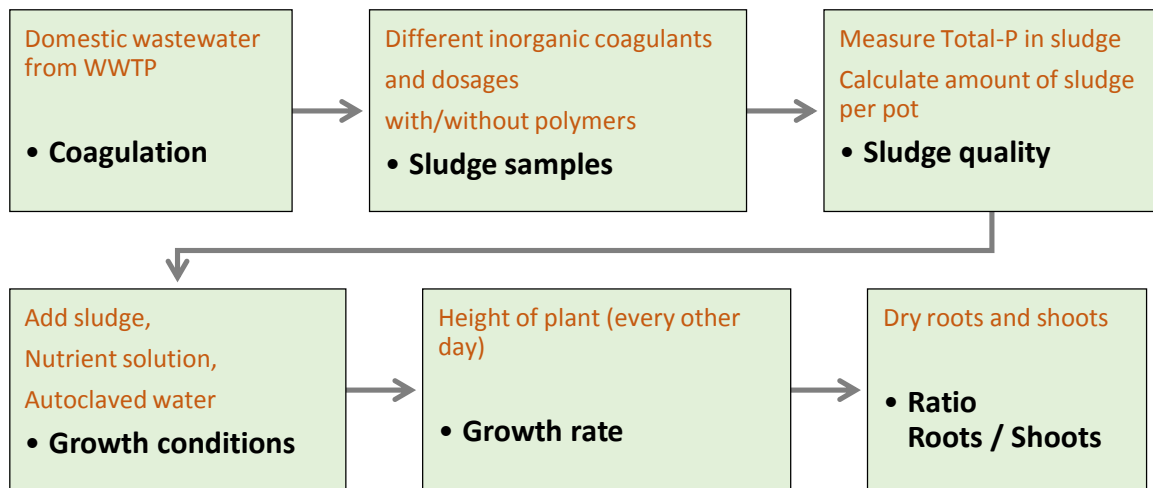 Domestic wastewater
from WWTP
• Coagulation
Different inorganic coagulants
and dosages
with/without polymers
• Sludge samples
Measure Total-P in sludge
Calculate amount of sludge
per pot
• Sludge quality
Add sludge,
Nutrient solution,
Autoclaved water
• Growth conditions
Height of plant (every other
day)
• Growth rate
Dry roots and shoots
• Ratio
Roots / Shoots